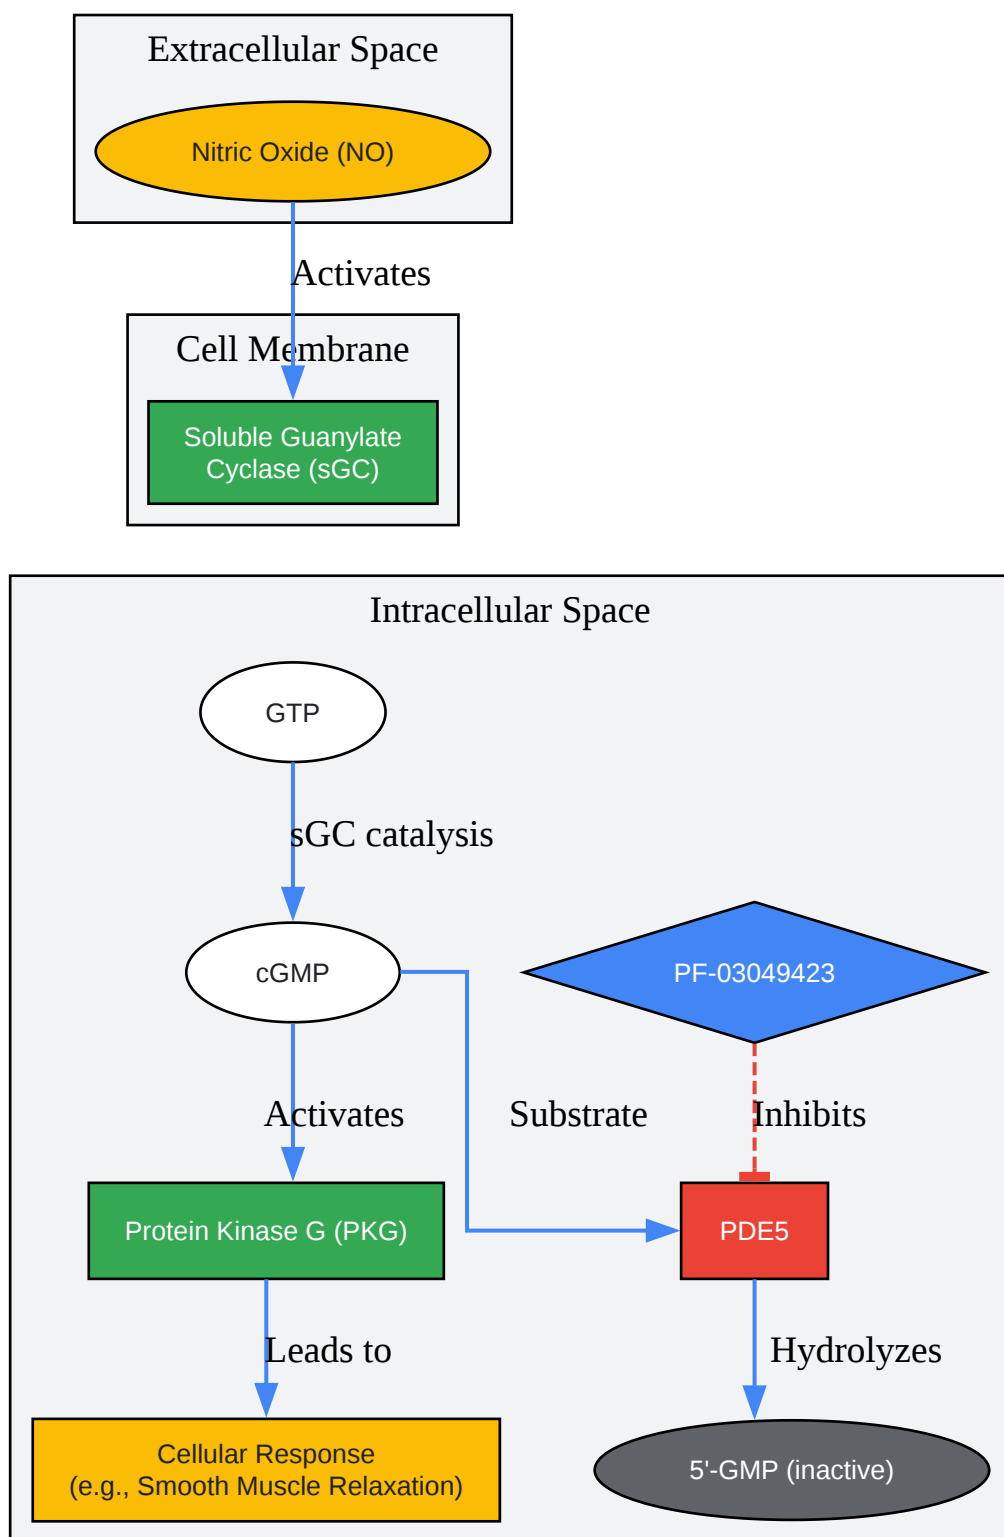 Extracellular Space
Nitric Oxide (NO)
Activates
Cell Membrane
Soluble Guanylate
Cyclase (sGC)
Intracellular Space
GTP
sGC catalysis
cGMP
PF-03049423
Activates
Substrate
Inhibits
Protein Kinase G (PKG)
PDE5
Leads to
Hydrolyzes
Cellular Response
(e.g., Smooth Muscle Relaxation)
5'-GMP (inactive)